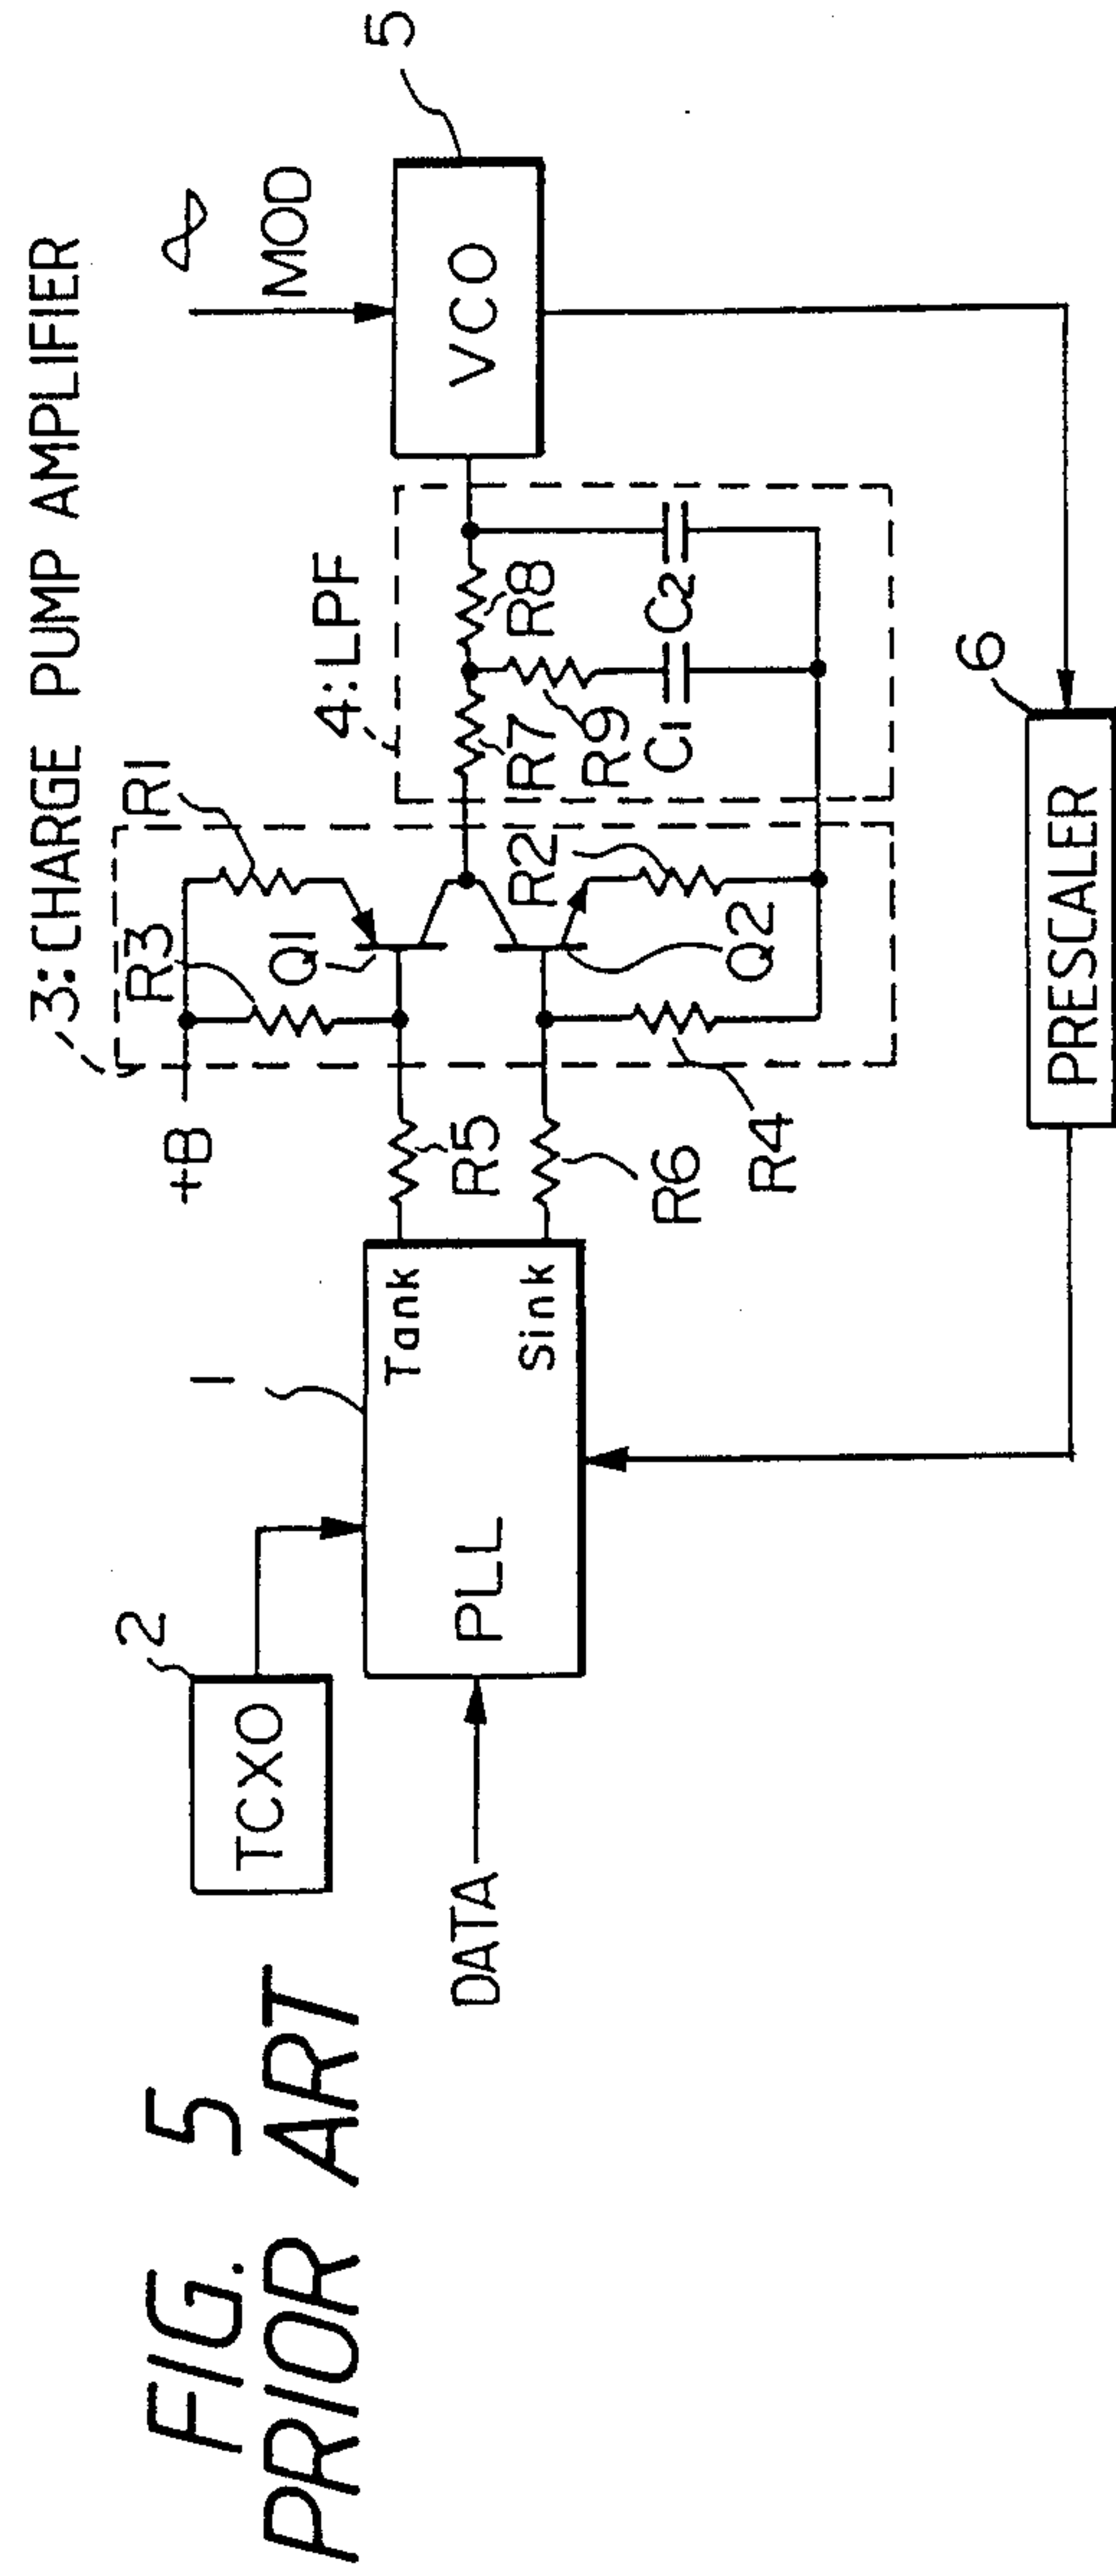 FIG. 5
PRIOR ART
3: CHARGE PUMP AMPLIFIER
2
TCXO
1
DATA
PLL
Tank
Sink
+B
R3
R1
Q1
R5
R6
R4
Q2
R2
4: LPF
R7
R8
R9
C1
C2
MOD
VCO
5
6
PRESCALER